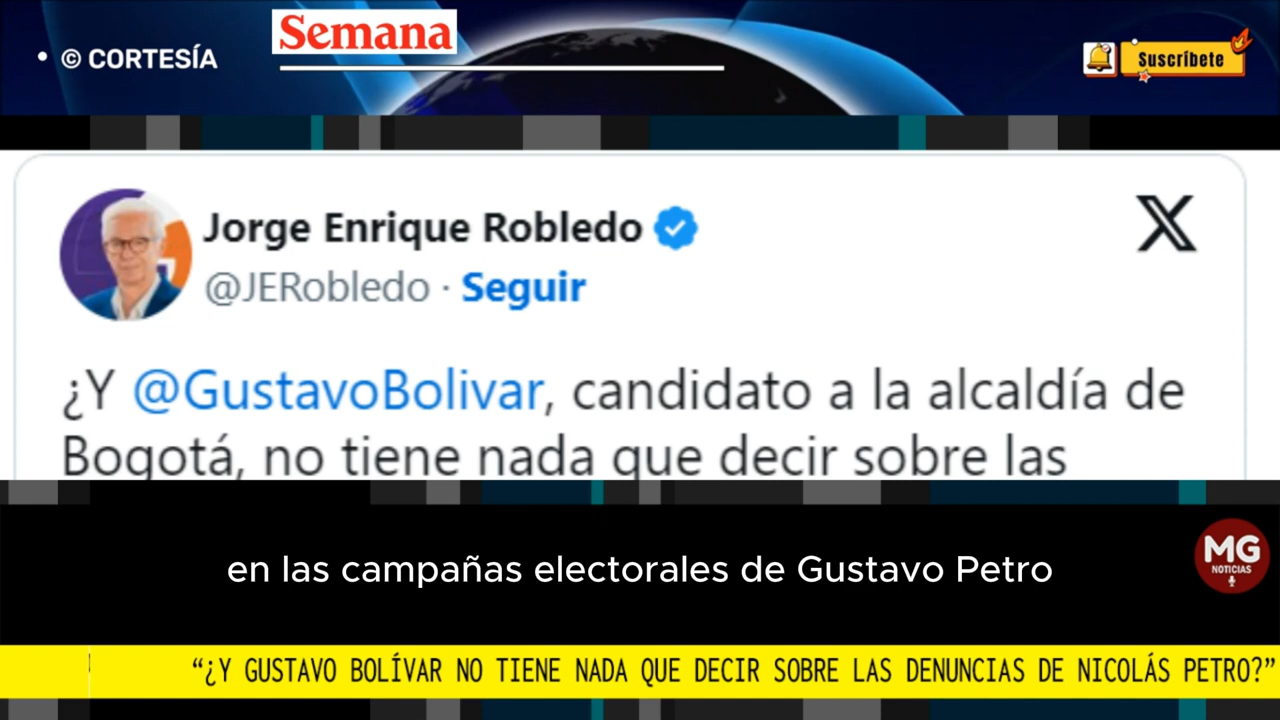 • © CORTESÍA
Semana
Suscríbete
Jorge Enrique Robledo
@JERobledo · Seguir
¿Y @GustavoBolivar, candidato a la alcaldía de
Bogotá, no tiene nada que decir sobre las
en las campañas electorales de Gustavo Petro
MG
NOTICIAS
“¿Y GUSTAVO BOLÍVAR NO TIENE NADA QUE DECIR SOBRE LAS DENUNCIAS DE NICOLÁS PETRO?”